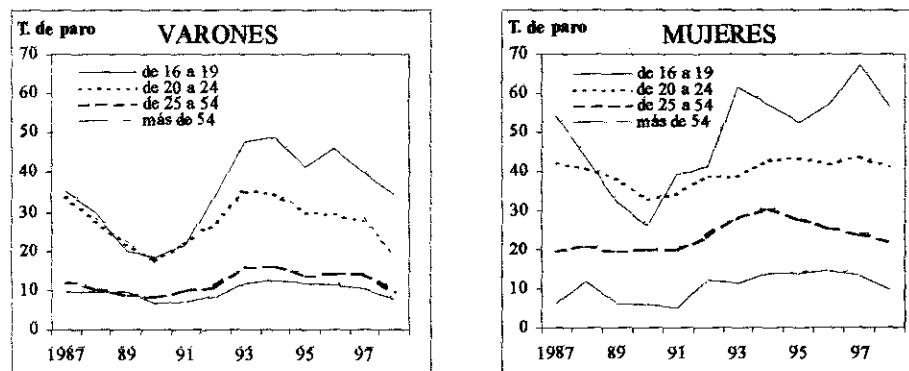 T. de paro
VARONES
70
60
50
40
30
20
10
0
de 16 a 19
de 20 a 24
de 25 a 54
más de 54
1987 89 91 93 95 97
T. de paro
MUJERES
70
60
50
40
30
20
10
0
de 16 a 19
de 20 a 24
de 25 a 54
más de 54
1987 89 91 93 95 97